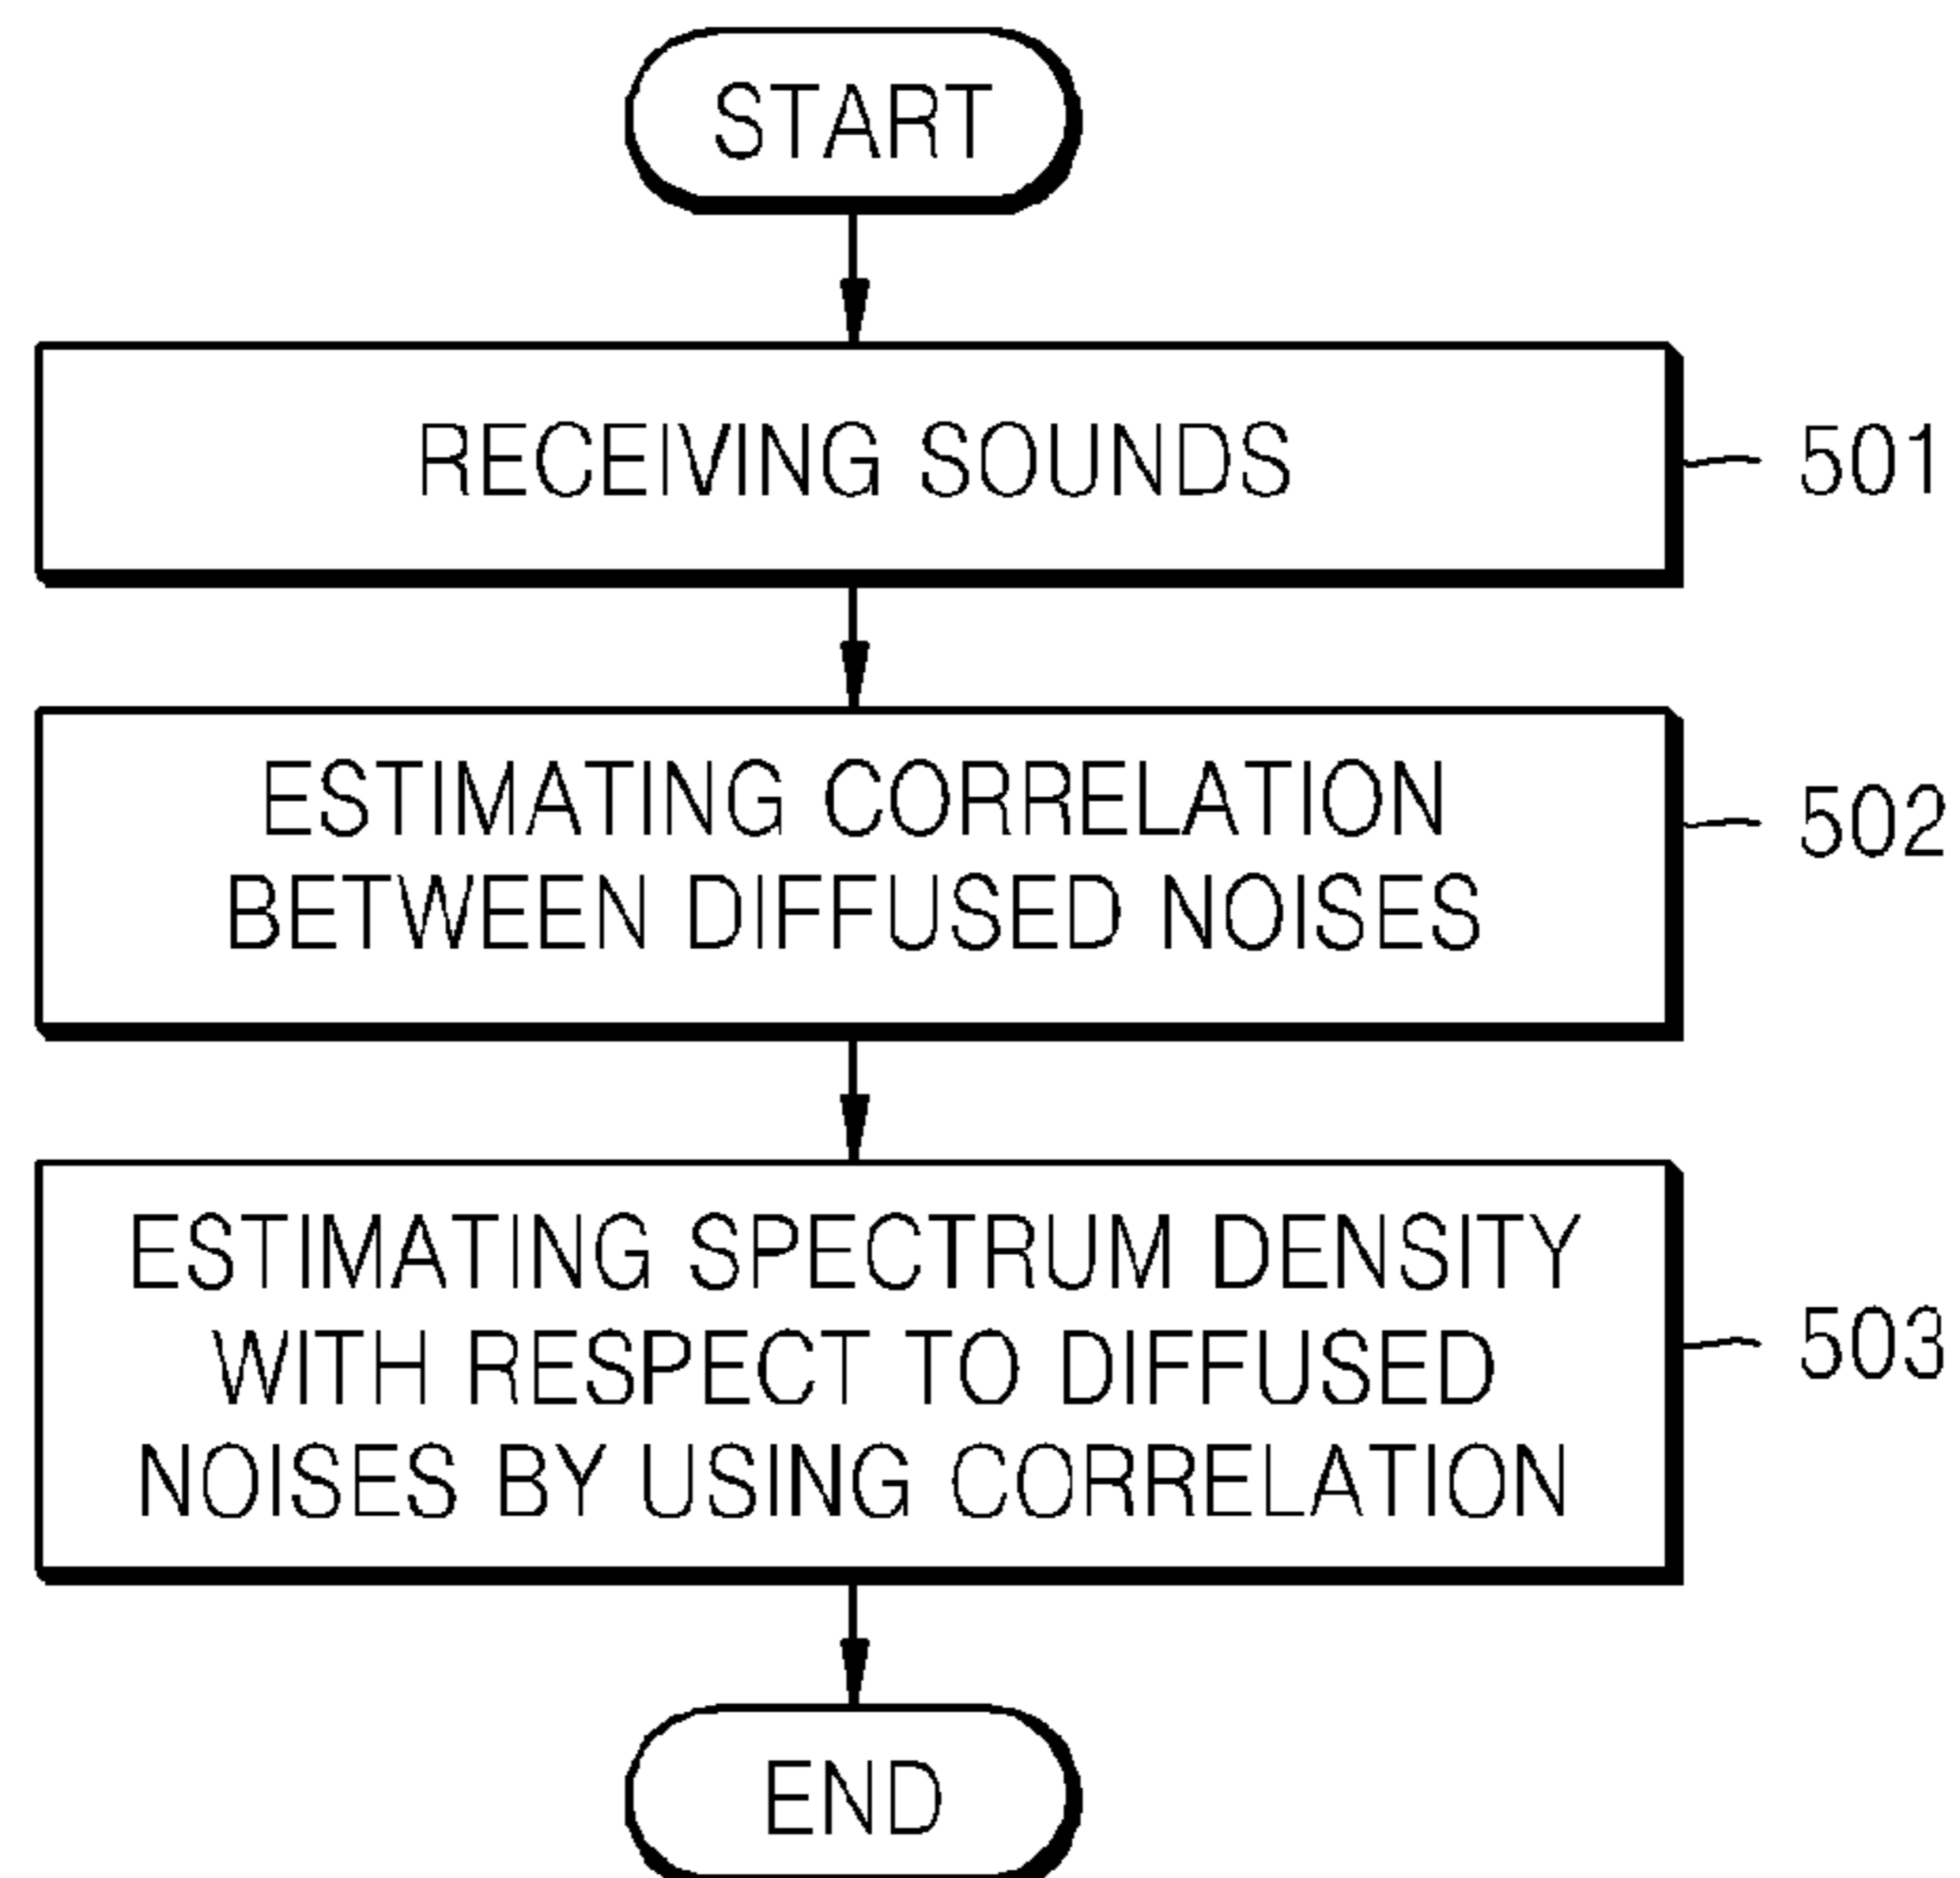 START
RECEIVING SOUNDS
501
ESTIMATING CORRELATION
BETWEEN DIFFUSED NOISES
502
ESTIMATING SPECTRUM DENSITY
WITH RESPECT TO DIFFUSED
NOISES BY USING CORRELATION
503
END